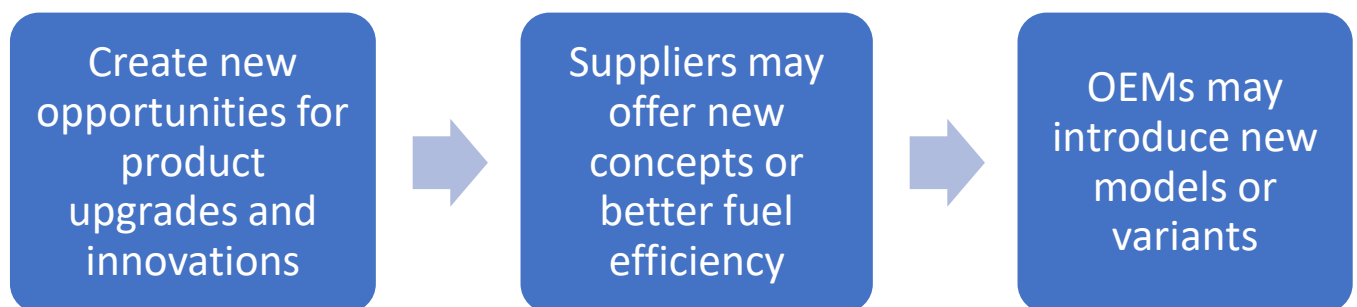 Create new
opportunities for
product
upgrades and
innovations
Suppliers may
offer new
concepts or
better fuel
efficiency
OEMs may
introduce new
models or
variants